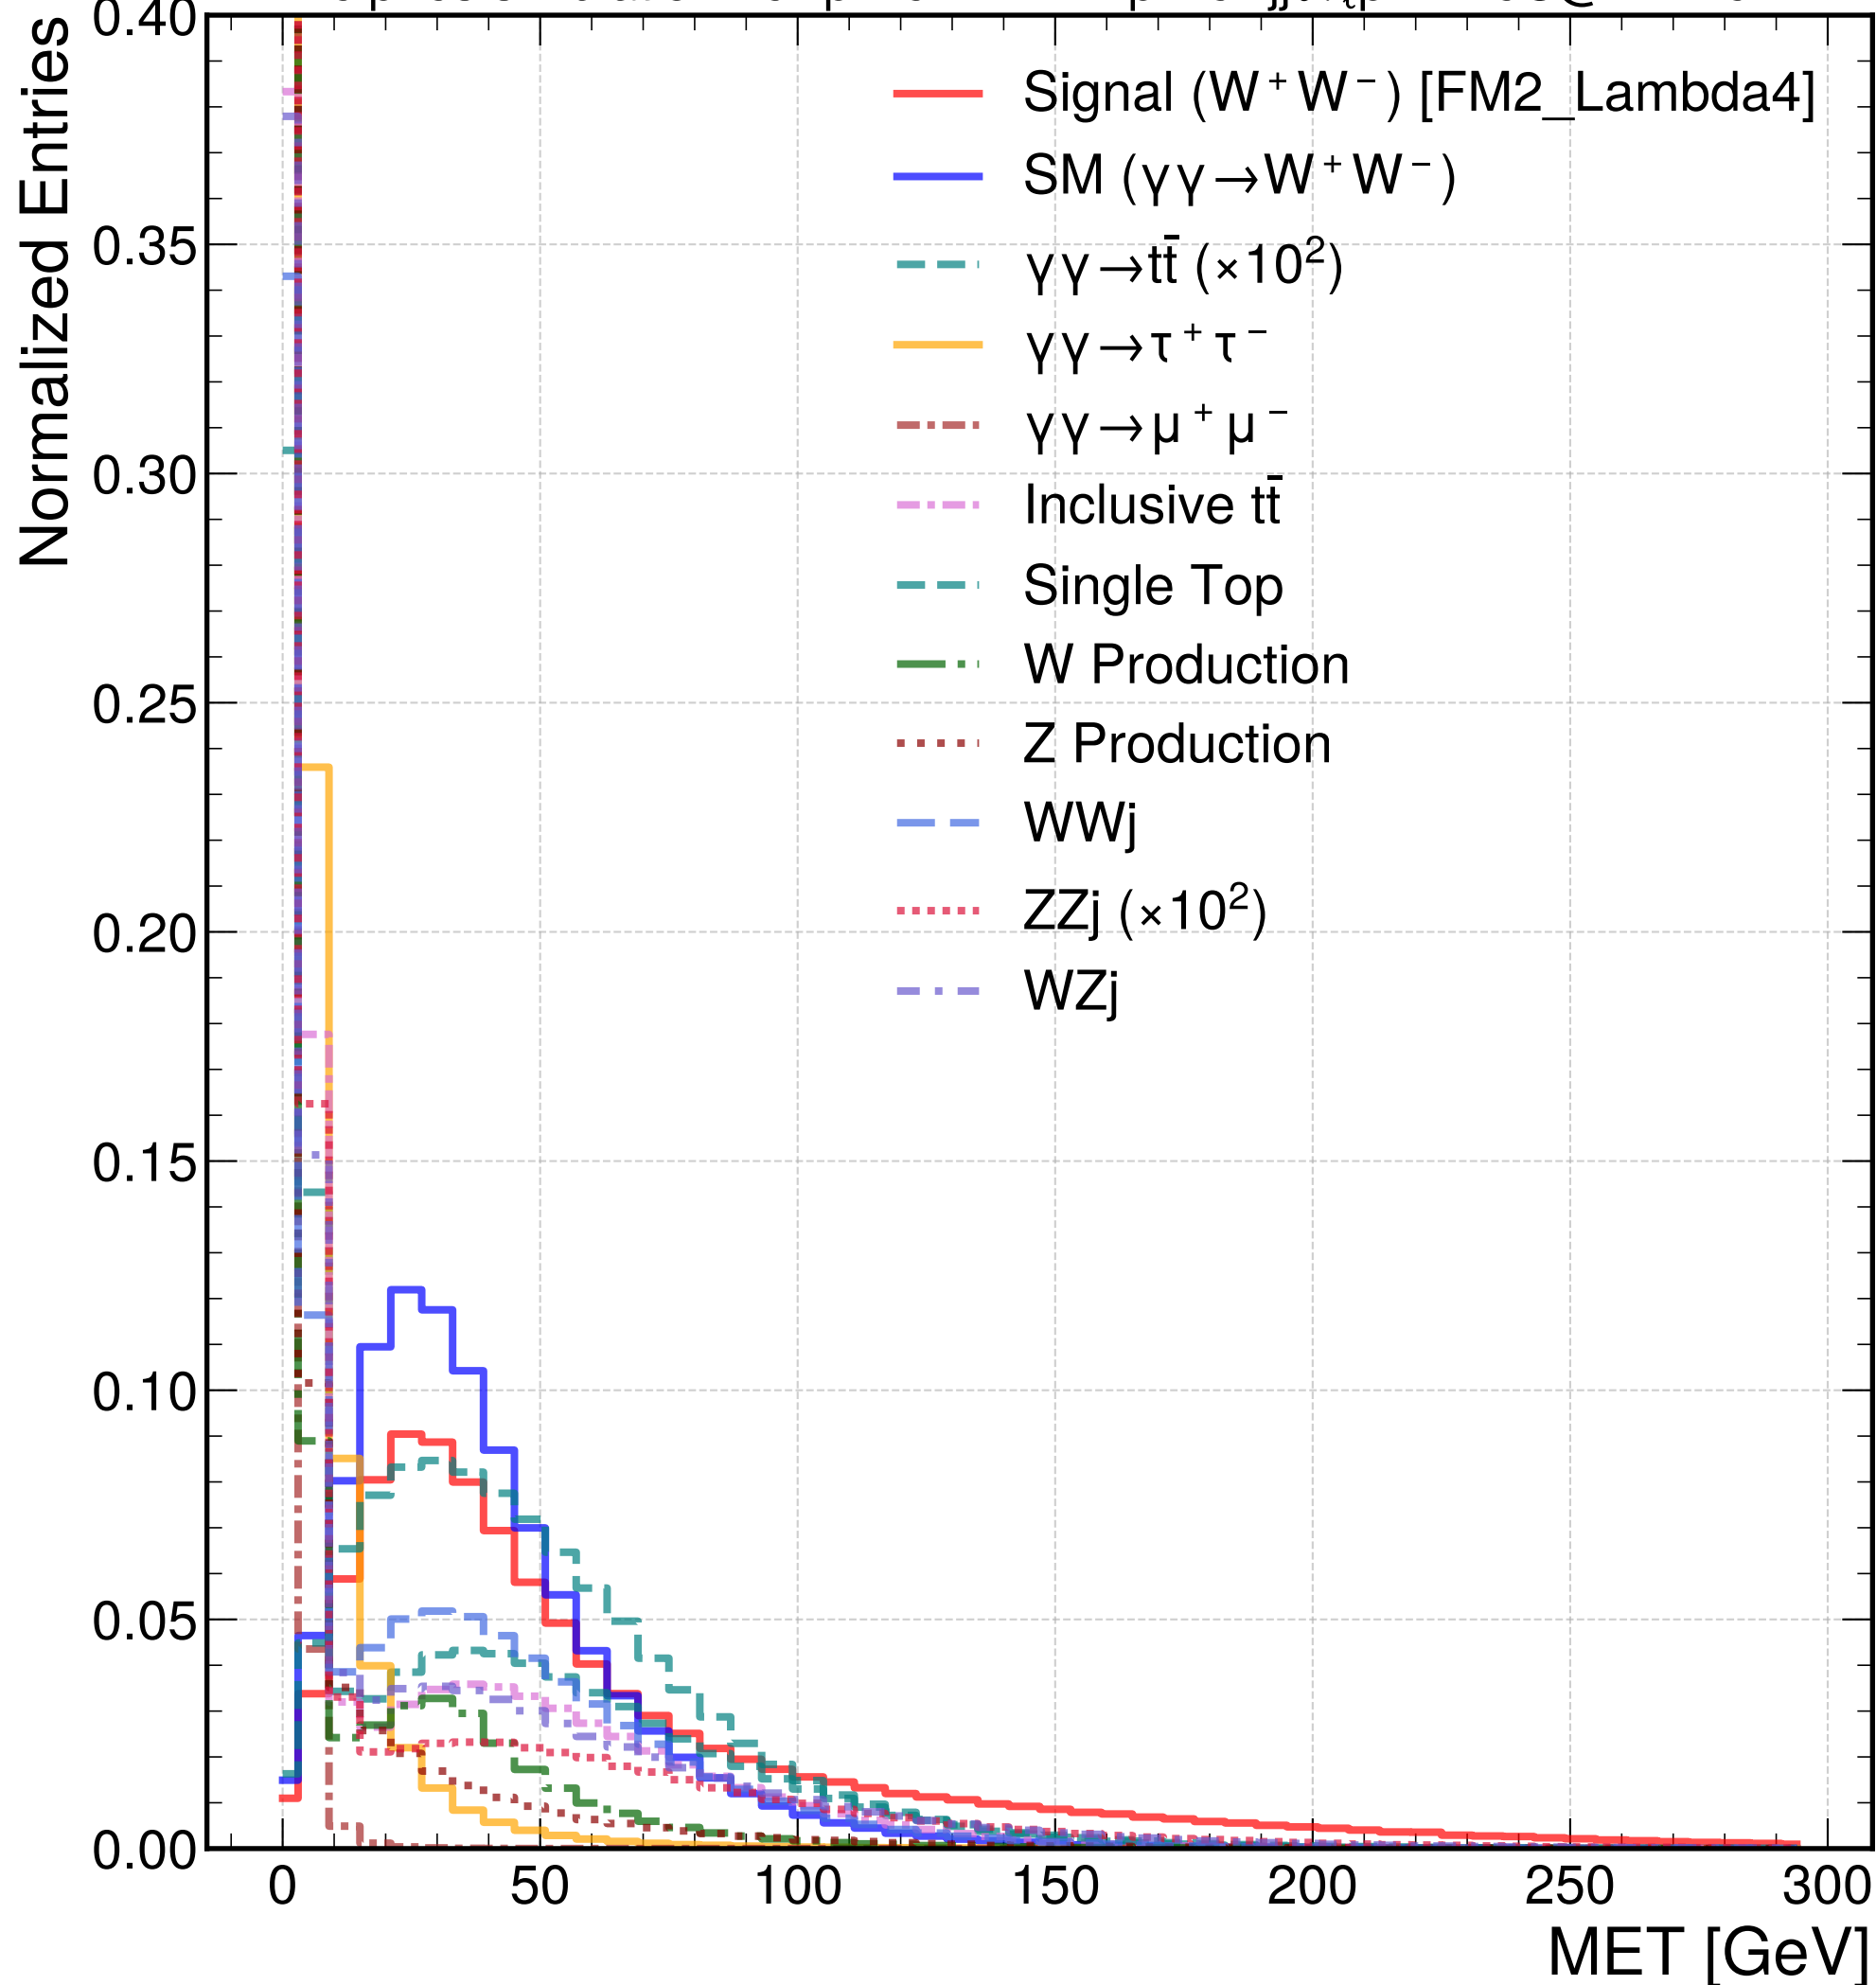 Normalized Entries
0.40
0.35
0.30
0.25
0.20
0.15
0.10
0.05
0.00
Signal (W⁺W⁻) [FM2_Lambda4]
SM (γγ→W⁺W⁻)
γγ→tt̄ (×10²)
γγ→τ⁺τ⁻
γγ→μ⁺μ⁻
Inclusive tt̄
Single Top
W Production
Z Production
WWj
ZZj (×10²)
WZj
0 50 100 150 200 250 300
MET [GeV]